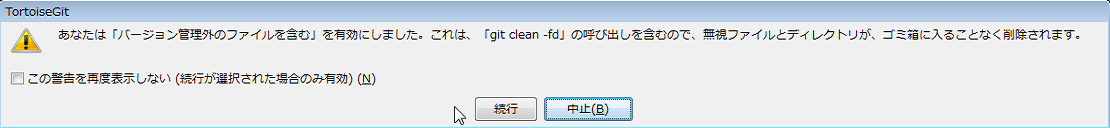 TortoiseGit
あなたは「バージョン管理外のファイルを含む」を有効にしました。これは、「git clean -fd」の呼び出しを含むので、無視ファイルとディレクトリが、ゴミ箱に入ることなく削除されます。
この警告を再度表示しない (続行が選択された場合のみ有効) (N)
続行 中止(B)